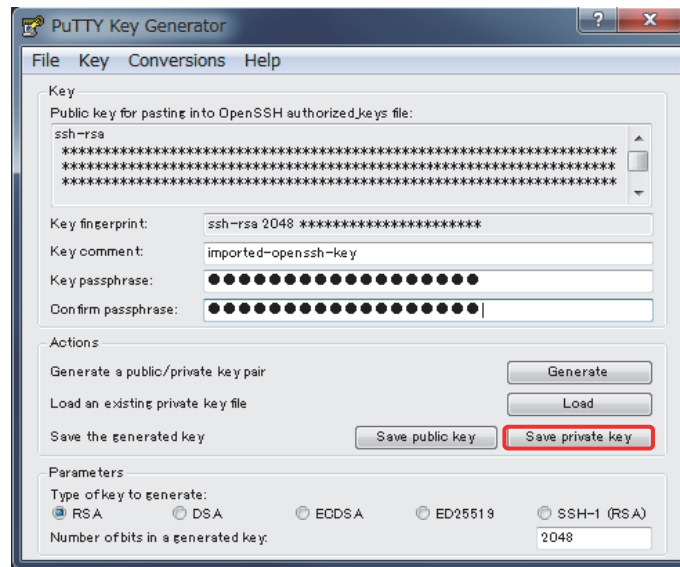 PuTTY Key Generator
? X
File Key Conversions Help
Key
Public key for pasting into OpenSSH authorized_keys file:
ssh-rsa
*******************************************************************
*******************************************************************
*******************************************************************
Key fingerprint: ssh-rsa 2048 **********************
Key comment: imported-openssh-key
Key passphrase: ●●●●●●●●●●●●●●●●●●
Confirm passphrase: ●●●●●●●●●●●●●●●●●●
Actions
Generate a public/private key pair Generate
Load an existing private key file Load
Save the generated key Save public key Save private key
Parameters
Type of key to generate:
RSA DSA ECDSA ED25519 SSH-1 (RSA)
Number of bits in a generated key: 2048